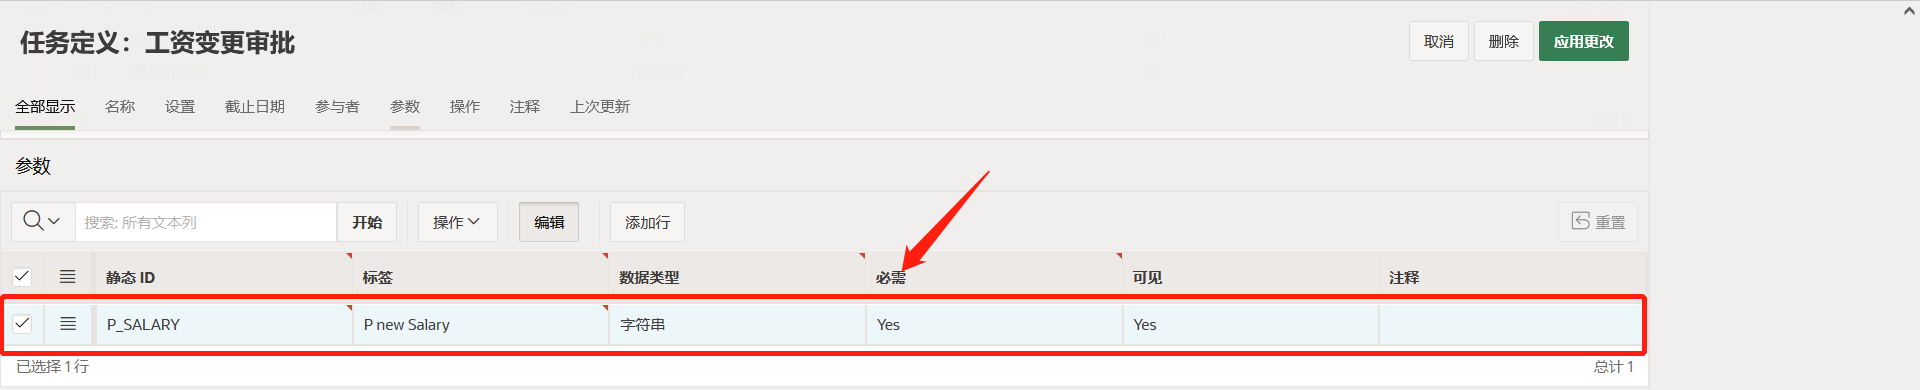 任务定义：工资变更审批
取消 删除 应用更改
全部显示 名称 设置 截止日期 参与者 参数 操作 注释 上次更新
参数
搜索: 所有文本列 开始 操作 编辑 添加行 重置
静态 ID 标签 数据类型 必需 可见 注释
P_SALARY P new Salary 字符串 Yes Yes
已选择 1 行 总计 1